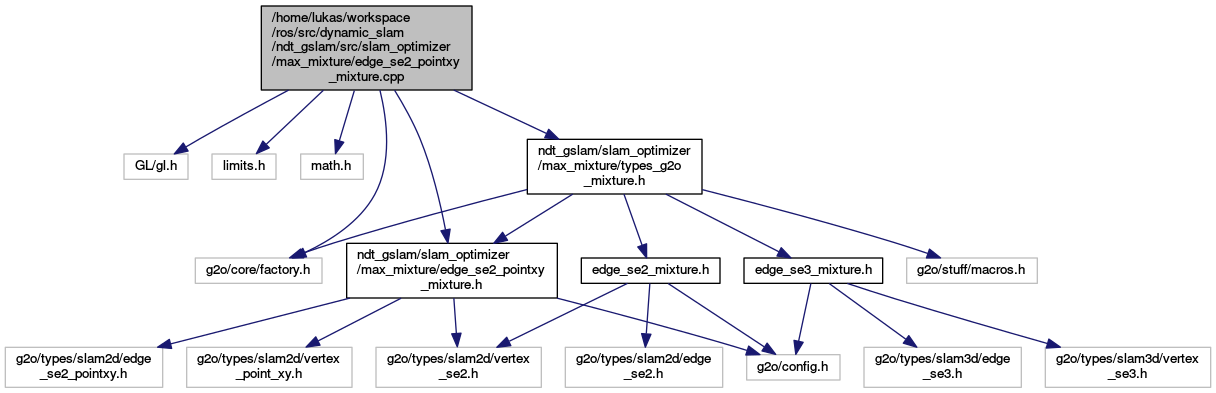 /home/lukas/workspace
/ros/src/dynamic_slam
/ndt_gslam/src/slam_optimizer
/max_mixture/edge_se2_pointxy
_mixture.cpp
GL/gl.h
limits.h
math.h
ndt_gslam/slam_optimizer
/max_mixture/types_g2o
_mixture.h
g2o/core/factory.h
ndt_gslam/slam_optimizer
/max_mixture/edge_se2_pointxy
_mixture.h
edge_se2_mixture.h
edge_se3_mixture.h
g2o/stuff/macros.h
g2o/types/slam2d/edge
_se2_pointxy.h
g2o/types/slam2d/vertex
_point_xy.h
g2o/types/slam2d/vertex
_se2.h
g2o/types/slam2d/edge
_se2.h
g2o/config.h
g2o/types/slam3d/edge
_se3.h
g2o/types/slam3d/vertex
_se3.h